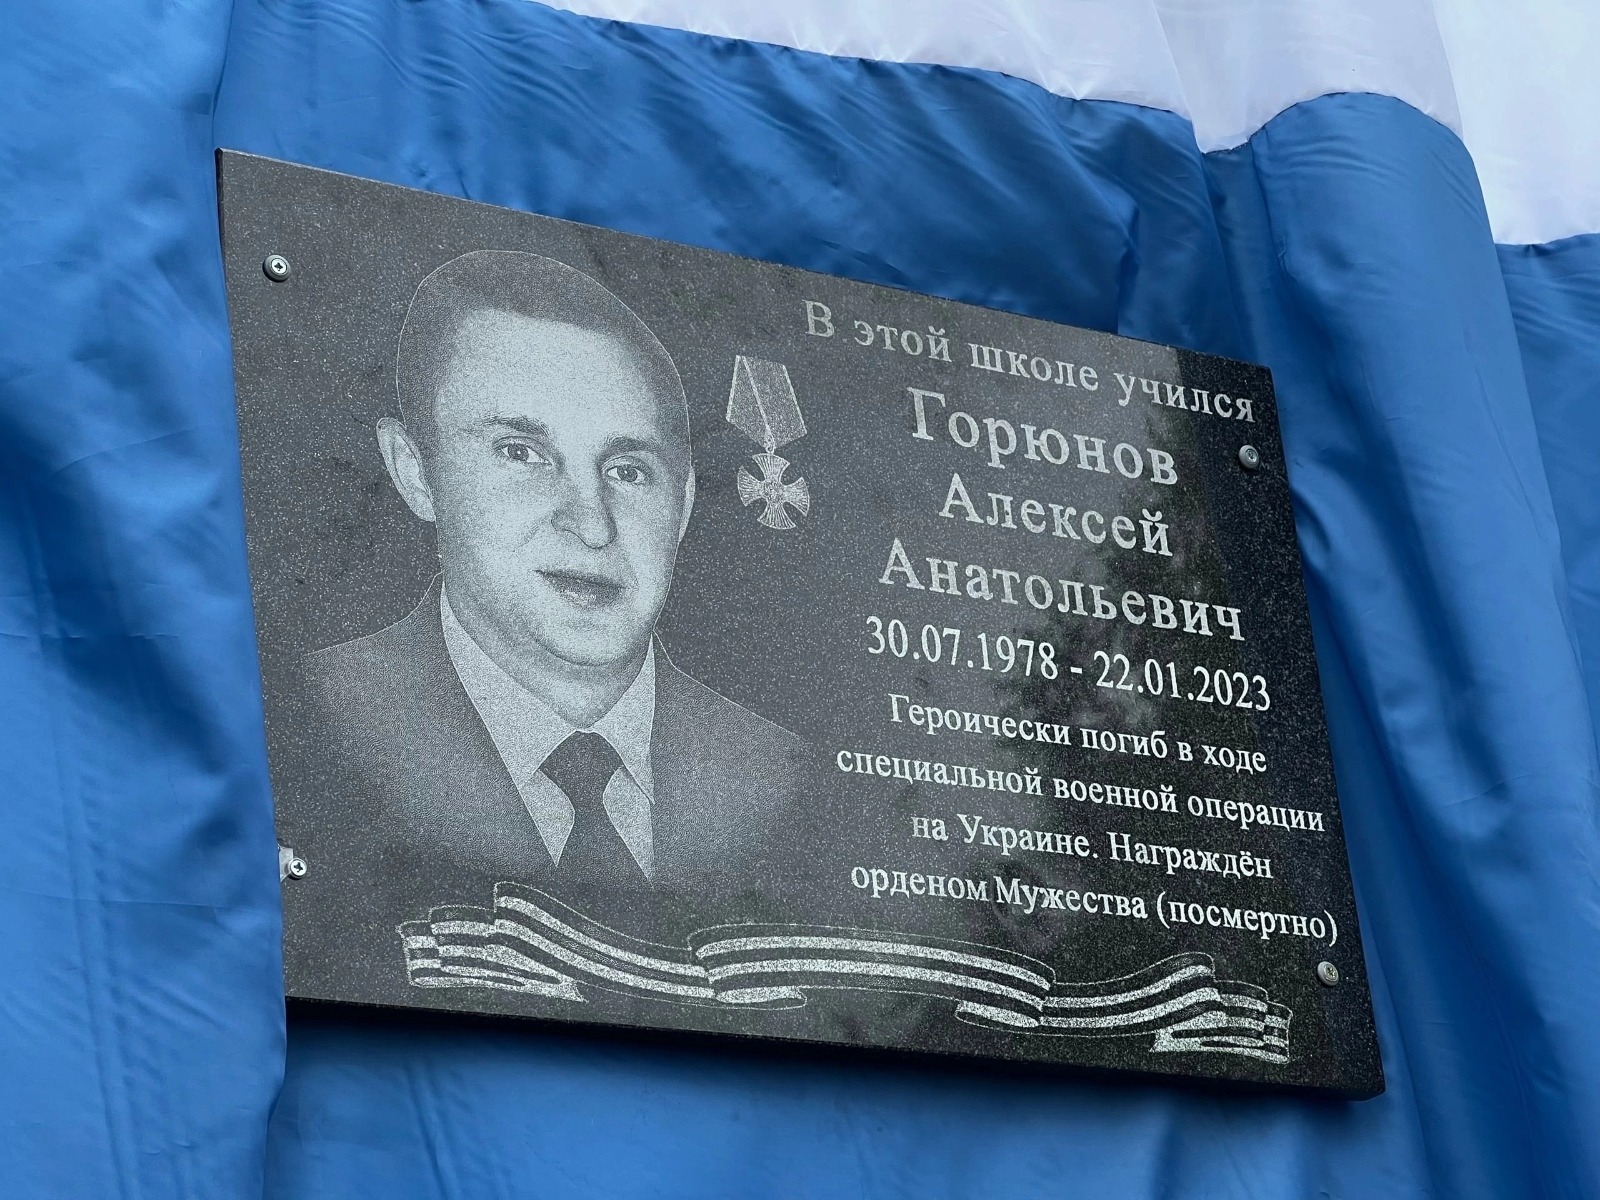 В этой школе учился
Горюнов
Алексей
Анатольевич
30.07.1978 - 22.01.2023
Героически погиб в ходе
специальной военной операции
на Украине. Награждён
орденом Мужества (посмертно)